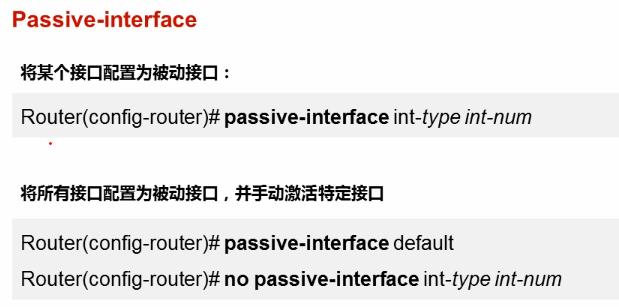 Passive-interface
将某个接口配置为被动接口：
Router(config-router)# passive-interface int-type int-num
将所有接口配置为被动接口，并手动激活特定接口
Router(config-router)# passive-interface default
Router(config-router)# no passive-interface int-type int-num